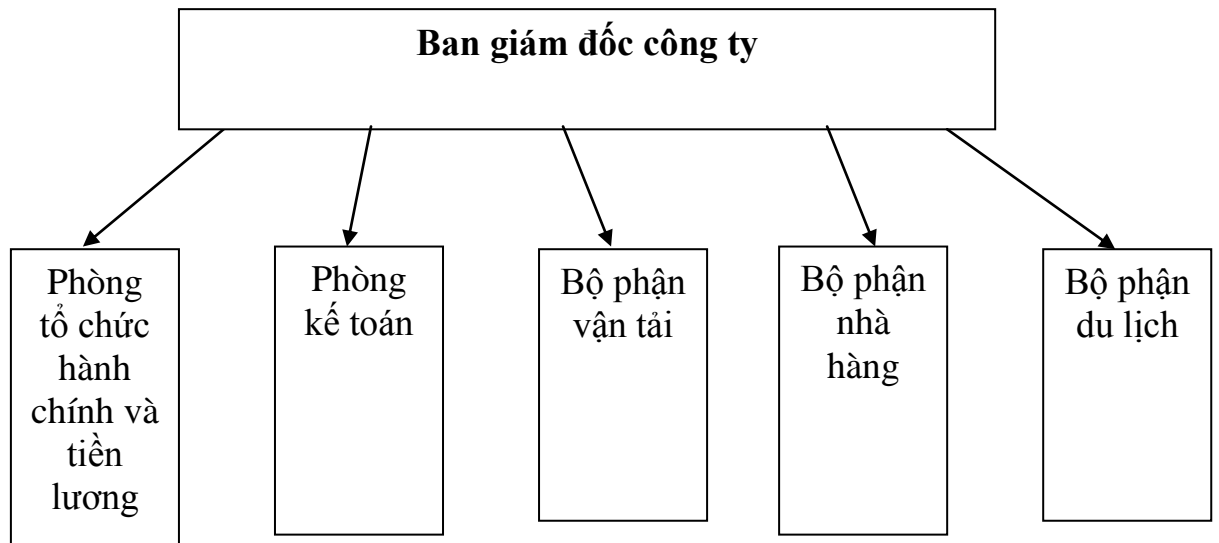 Ban giám đốc công ty
Phòng
tổ chức
hành
chính và
tiền
lương
Phòng
kế toán
Bộ phận
vận tải
Bộ phận
nhà
hàng
Bộ phận
du lịch